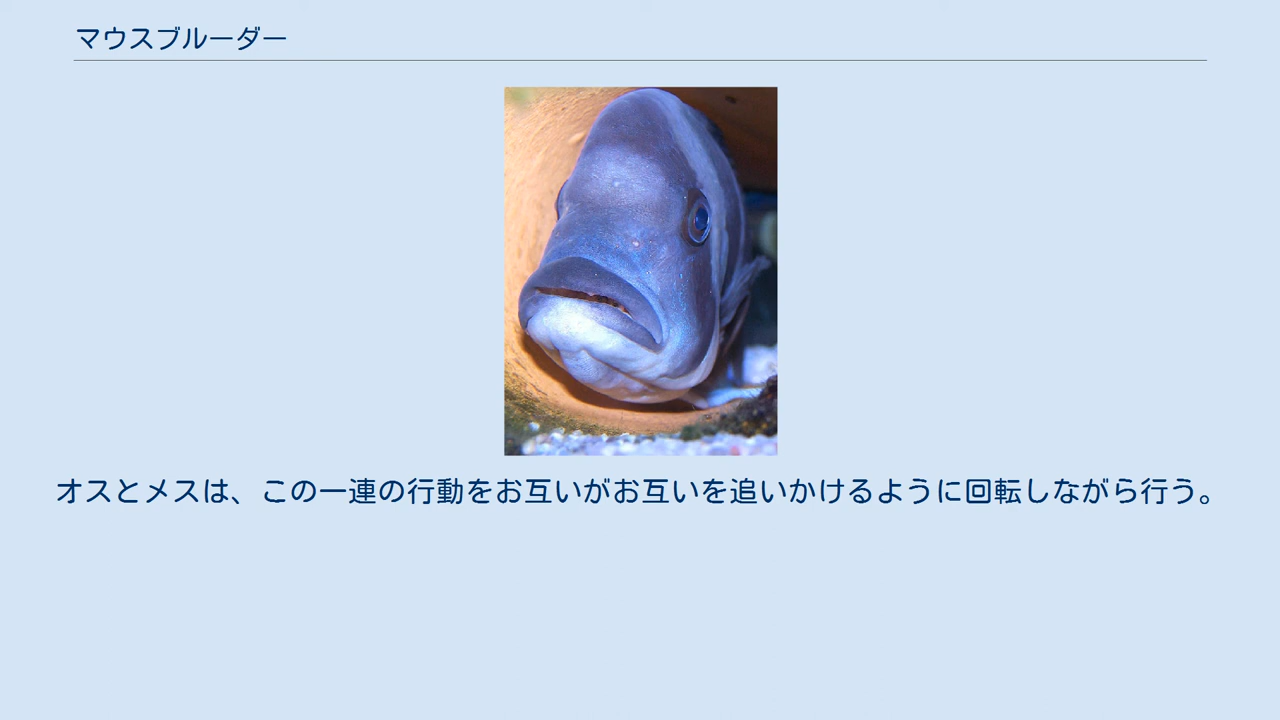 マウスブルーダー
オスとメスは、この一連の行動をお互いがお互いを追いかけるように回転しながら行う。